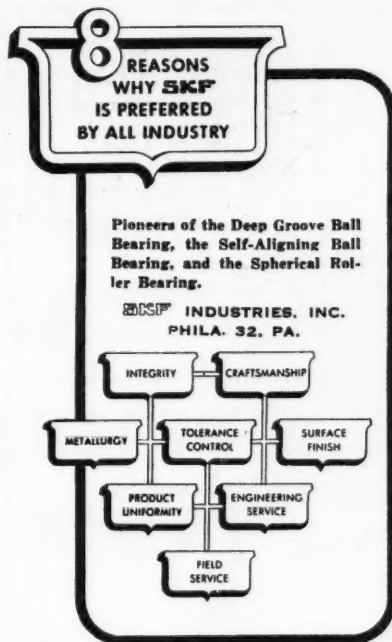 8
REASONS
WHY SKF
IS PREFERRED
BY ALL INDUSTRY
Pioneers of the Deep Groove Ball
Bearing, the Self-Aligning Ball
Bearing, and the Spherical Rol-
ler Bearing.
SKF INDUSTRIES, INC.
PHILA. 32, PA.
INTEGRITY
CRAFTSMANSHIP
METALLURGY
TOLERANCE
CONTROL
SURFACE
FINISH
PRODUCT
UNIFORMITY
ENGINEERING
SERVICE
FIELD
SERVICE